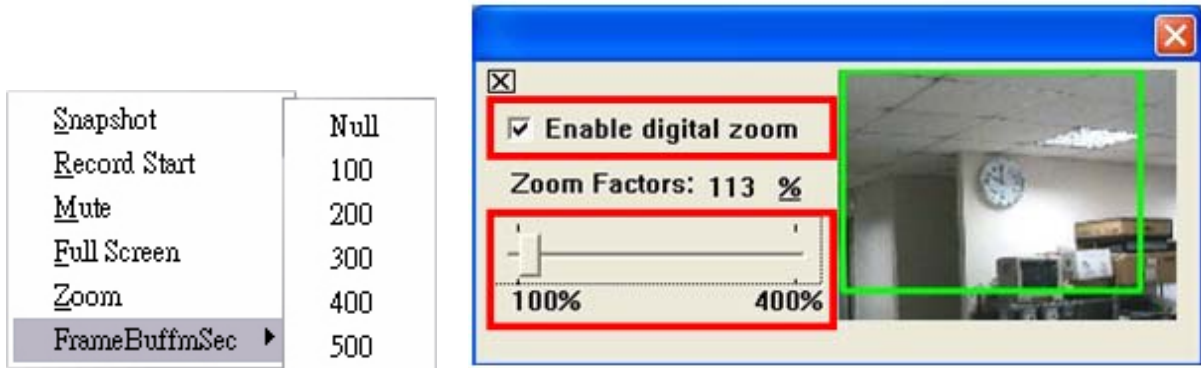 Snapshot
Record Start
Mute
Full Screen
Zoom
FrameBuffmSec
Null
100
200
300
400
500
Enable digital zoom
Zoom Factors: 113 %
100% 400%